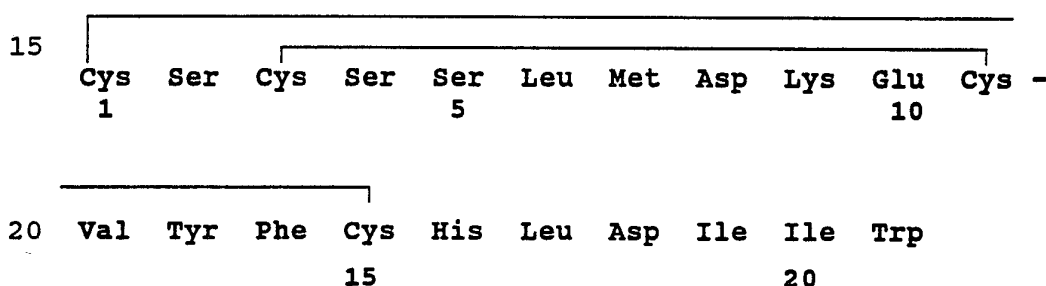 15
Cys Ser Cys Ser Ser Leu Met Asp Lys Glu Cys -
1 5 10
20 Val Tyr Phe Cys His Leu Asp Ile Ile Trp
15 20